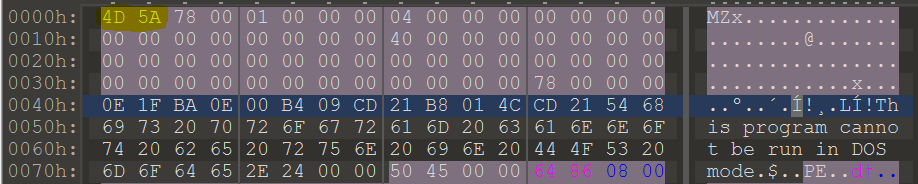 0000h: 4D 5A 78 00 01 00 00 00 04 00 00 00 00 00 00 00 MZx.............
0010h: 00 00 00 00 00 00 00 00 40 00 00 00 00 00 00 00 ........@.......
0020h: 00 00 00 00 00 00 00 00 00 00 00 00 00 00 00 00 ................
0030h: 00 00 00 00 00 00 00 00 00 00 00 00 78 00 00 00 ............x...
0040h: 0E 1F BA 0E 00 B4 09 CD 21 B8 01 4C CD 21 54 68 ..º..´.Í!¸.LÍ!Th
0050h: 69 73 20 70 72 6F 67 72 61 6D 20 63 61 6E 6E 6F is program canno
0060h: 74 20 62 65 20 72 75 6E 20 69 6E 20 44 4F 53 20 t be run in DOS
0070h: 6D 6F 64 65 2E 24 00 00 50 45 00 00 64 86 08 00 mode.$..PE..d†..